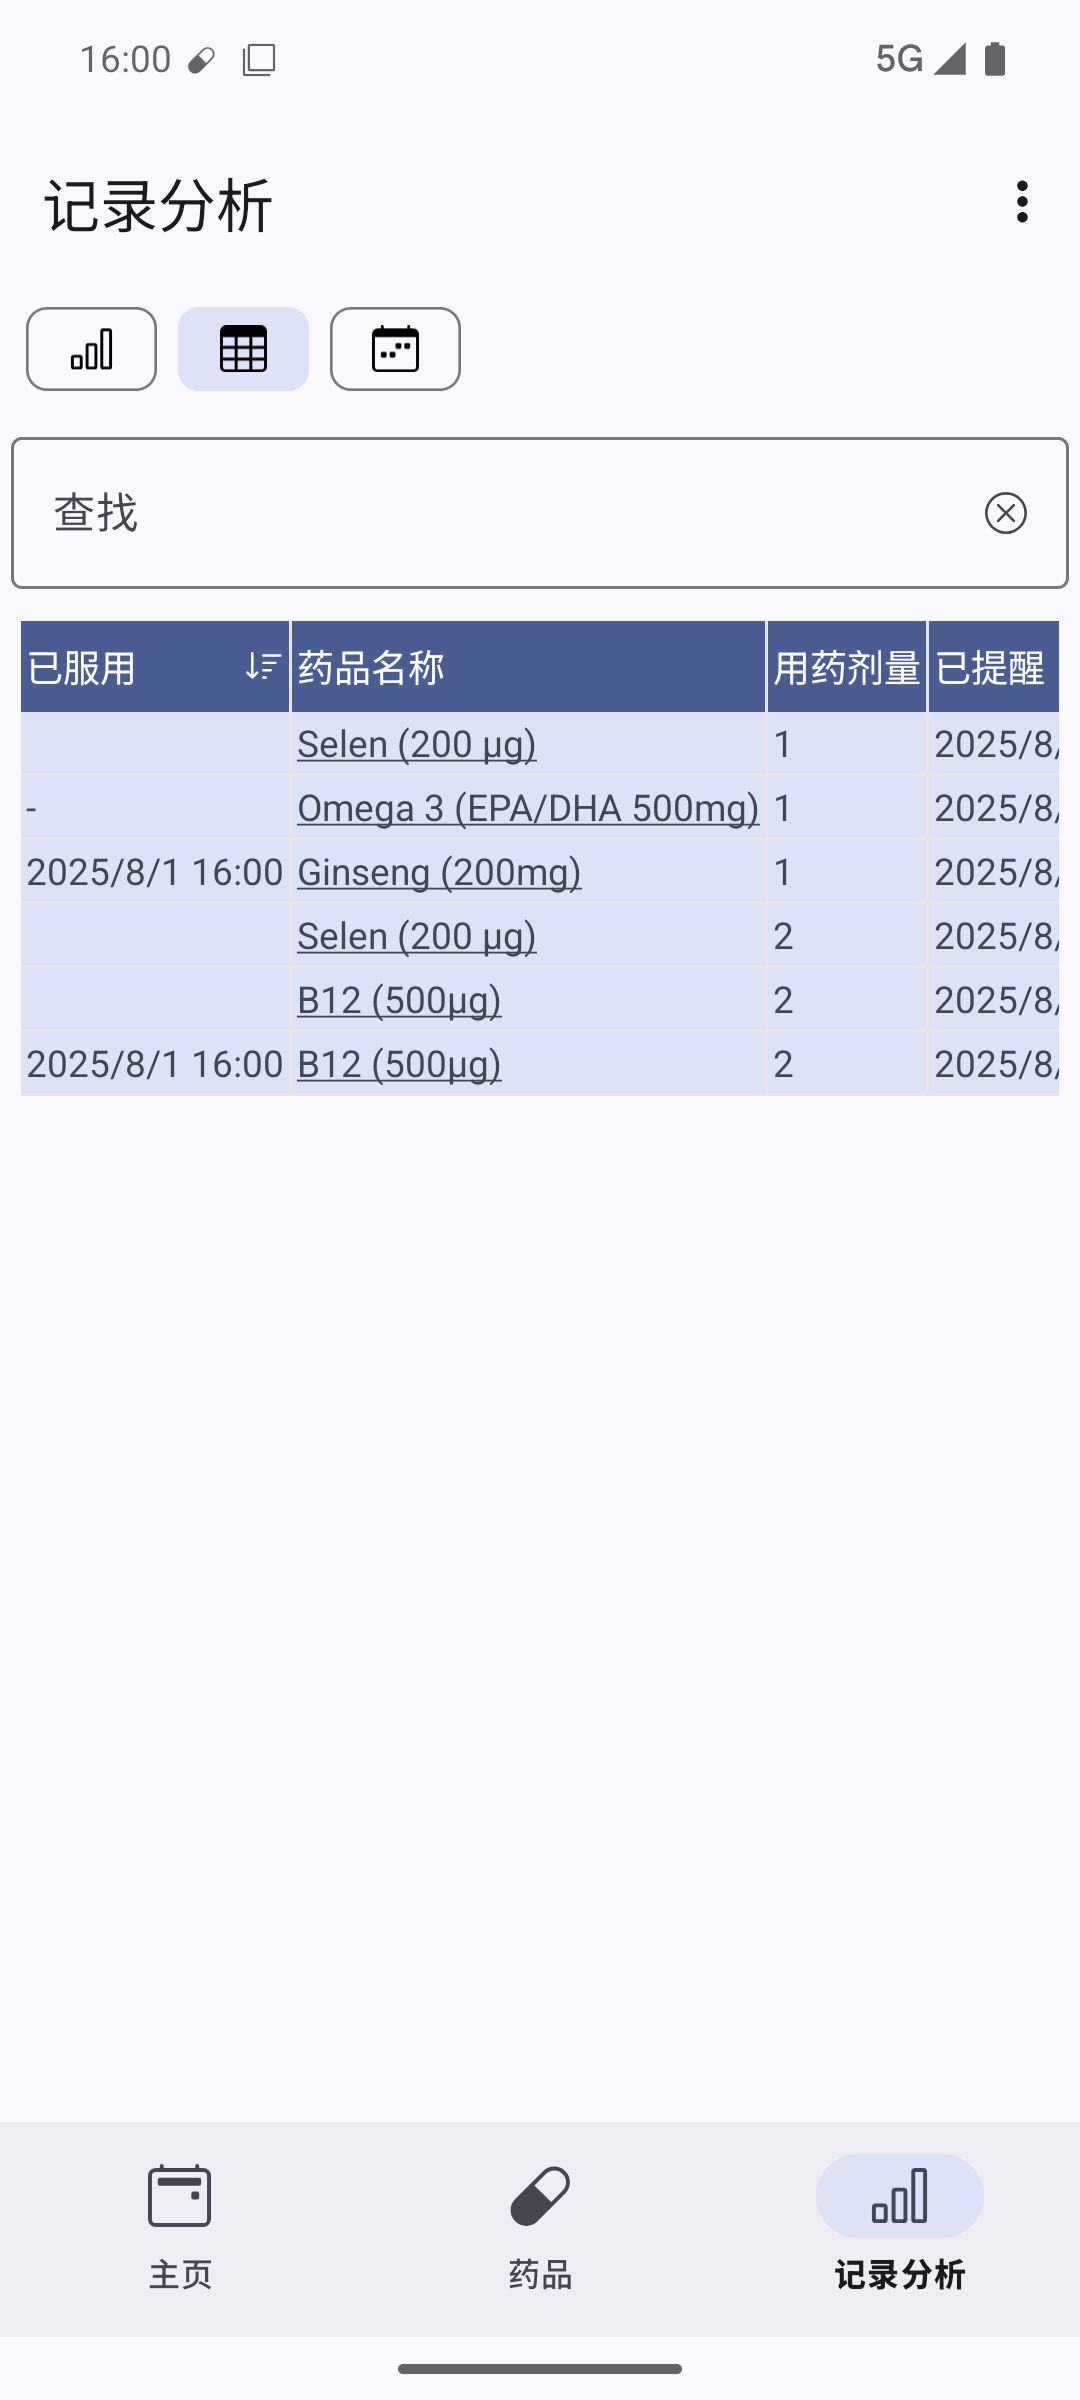 16:00 5G
记录分析
查找
已服用 药品名称 用药剂量 已提醒
Selen (200 µg) 1 2025/8/
- Omega 3 (EPA/DHA 500mg) 1 2025/8/
2025/8/1 16:00 Ginseng (200mg) 1 2025/8/
Selen (200 µg) 2 2025/8/
B12 (500µg) 2 2025/8/
2025/8/1 16:00 B12 (500µg) 2 2025/8/
主页 药品 记录分析